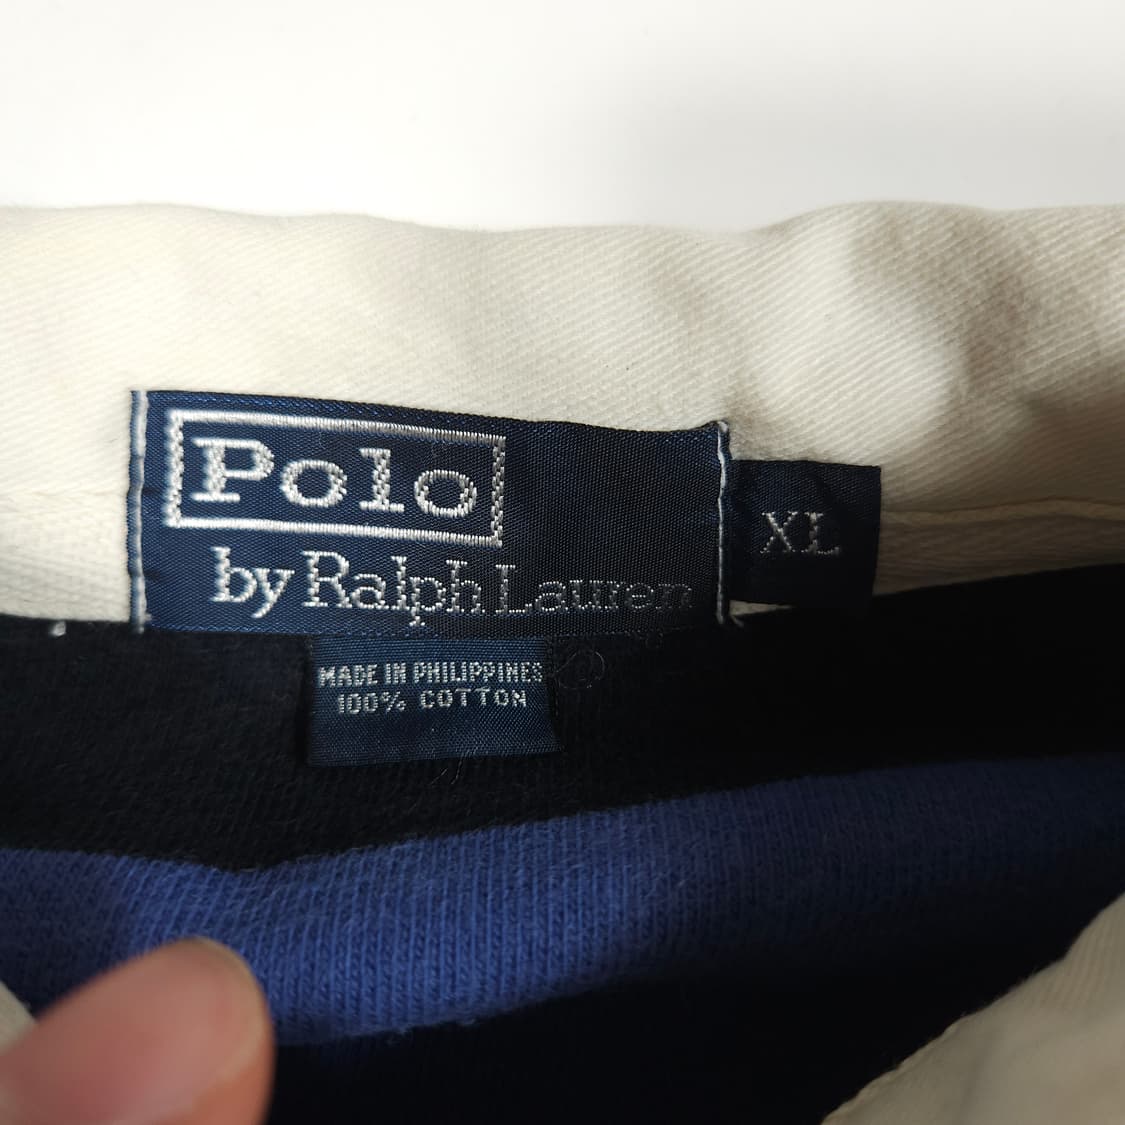 Polo
by Ralph Lauren
XL
MADE IN PHILIPPINES
100% COTTON